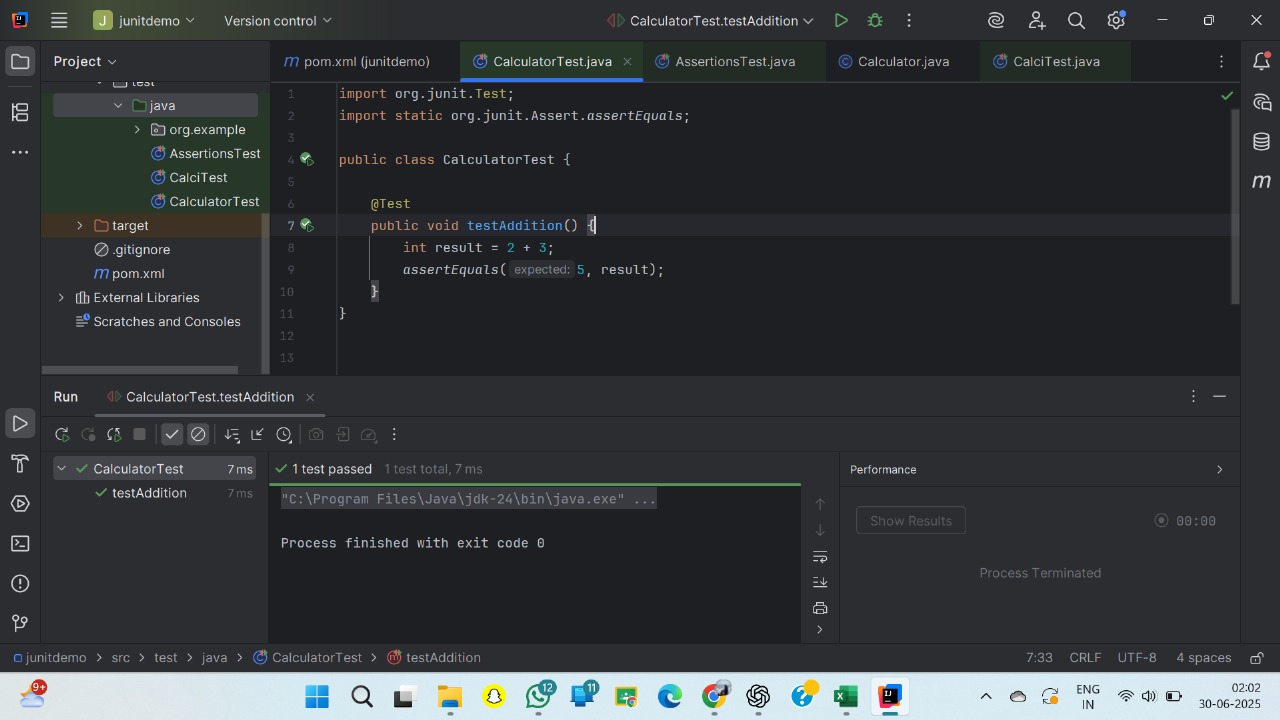 J junitdemo Version control CalculatorTest.testAddition
Project
pom.xml (junitdemo) CalculatorTest.java AssertionsTest.java Calculator.java CalciTest.java
test
java
org.example
AssertionsTest
CalciTest
CalculatorTest
target
.gitignore
pom.xml
External Libraries
Scratches and Consoles
1 import org.junit.Test;
2 import static org.junit.Assert.assertEquals;
3
4 public class CalculatorTest {
5
6 @Test
7 public void testAddition() {
8 int result = 2 + 3;
9 assertEquals( expected: 5, result);
10 }
11 }
12
13
Run CalculatorTest.testAddition
CalculatorTest 7 ms
testAddition 7 ms
1 test passed 1 test total, 7 ms
"C:\Program Files\Java\jdk-24\bin\java.exe" ...
Process finished with exit code 0
Performance
Show Results 00:00
Process Terminated
junitdemo > src > test > java > CalculatorTest > testAddition 7:33 CRLF UTF-8 4 spaces
9+ 12 11 ENG 02:02
IN 30-06-2025